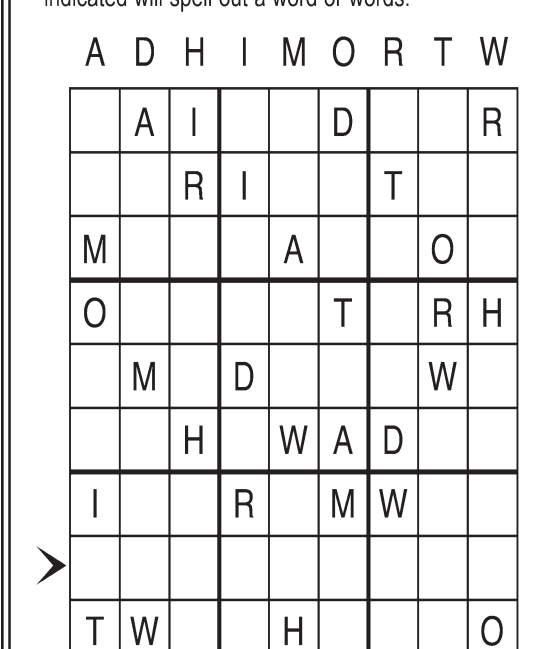 indicated will spell out a word or words.
A D H I M O R T W
A I D R
R I T
M A O
O T R H
M D W
H W A D
I R M W
T W H O